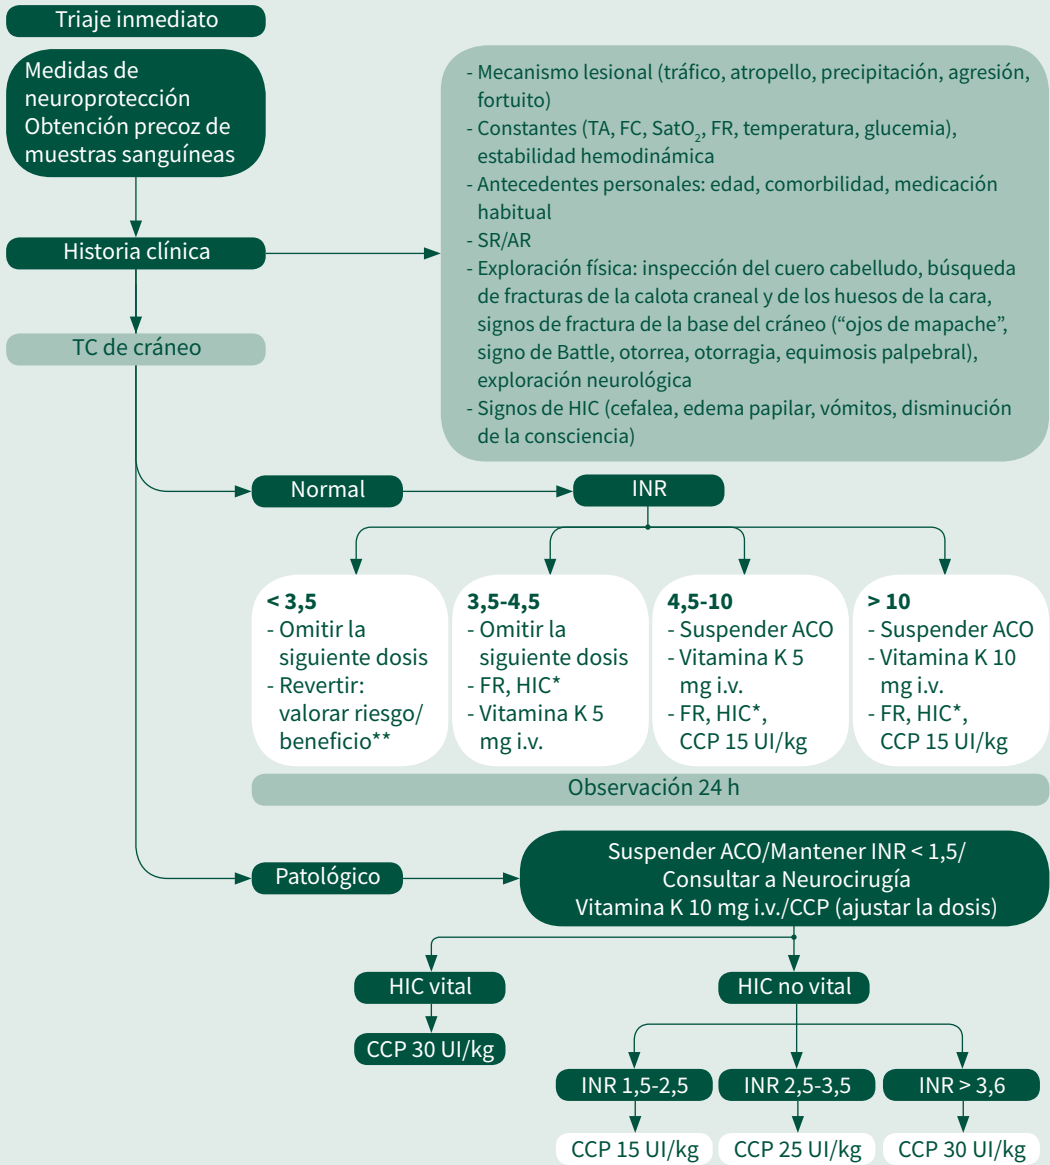 Triaje inmediato
Medidas de
neuroprotección
Obtención precoz de
muestras sanguíneas
Historia clínica
TC de cráneo
- Mecanismo lesional (tráfico, atropello, precipitación, agresión,
fortuito)
- Constantes (TA, FC, SatO₂, FR, temperatura, glucemia),
estabilidad hemodinámica
- Antecedentes personales: edad, comorbilidad, medicación
habitual
- SR/AR
- Exploración física: inspección del cuero cabelludo, búsqueda
de fracturas de la calota craneal y de los huesos de la cara,
signos de fractura de la base del cráneo (“ojos de mapache”,
signo de Battle, otorrea, otorragia, equimosis palpebral),
exploración neurológica
- Signos de HIC (cefalea, edema papilar, vómitos, disminución
de la consciencia)
Normal
INR
< 3,5
- Omitir la
siguiente dosis
- Revertir:
valorar riesgo/
beneficio**
3,5-4,5
- Omitir la
siguiente dosis
- FR, HIC*
- Vitamina K 5
mg i.v.
4,5-10
- Suspender ACO
- Vitamina K 5
mg i.v.
- FR, HIC*,
CCP 15 UI/kg
> 10
- Suspender ACO
- Vitamina K 10
mg i.v.
- FR, HIC*,
CCP 15 UI/kg
Observación 24 h
Patológico
Suspender ACO/Mantener INR < 1,5/
Consultar a Neurocirugía
Vitamina K 10 mg i.v./CCP (ajustar la dosis)
HIC vital
CCP 30 UI/kg
HIC no vital
INR 1,5-2,5
INR 2,5-3,5
INR > 3,6
CCP 15 UI/kg
CCP 25 UI/kg
CCP 30 UI/kg